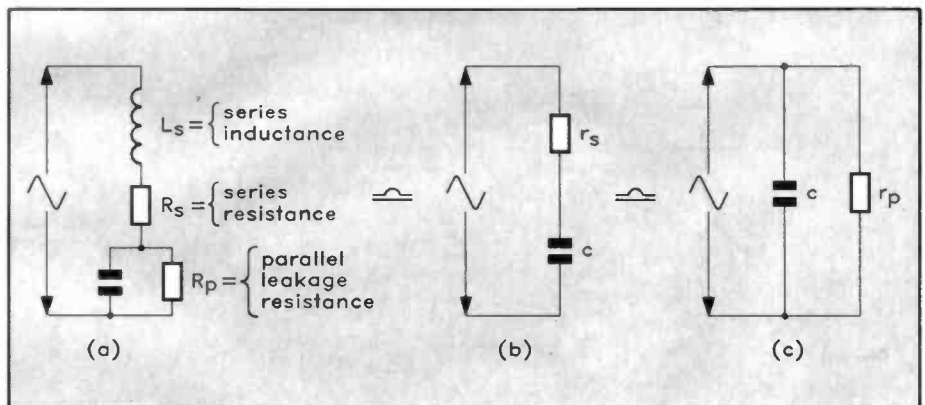 Ls = { series
inductance
Rs = { series
resistance
Rp = { parallel
leakage
resistance
(a)
rs
c
(b)
c
rp
(c)